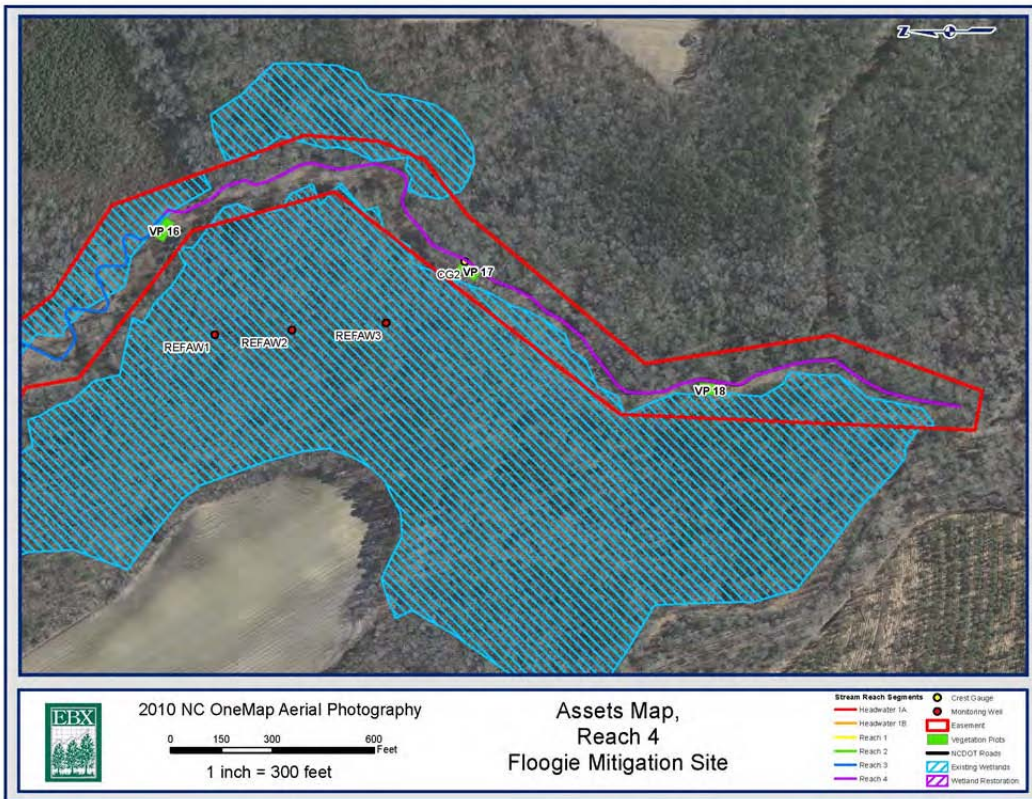 Z
VP 16
CG2 VP 17
REFAW1
REFAW2
REFAW3
VP 18
EBX
2010 NC OneMap Aerial Photography
0 150 300 600
Feet
1 inch = 300 feet
Assets Map,
Reach 4
Floogie Mitigation Site
Stream Reach Segments
Headwater 1A
Headwater 1B
Reach 1
Reach 2
Reach 3
Reach 4
Crest Gauge
Monitoring Well
Easement
Vegetation Plots
NCDOT Roads
Existing Wetlands
Wetland Restoration